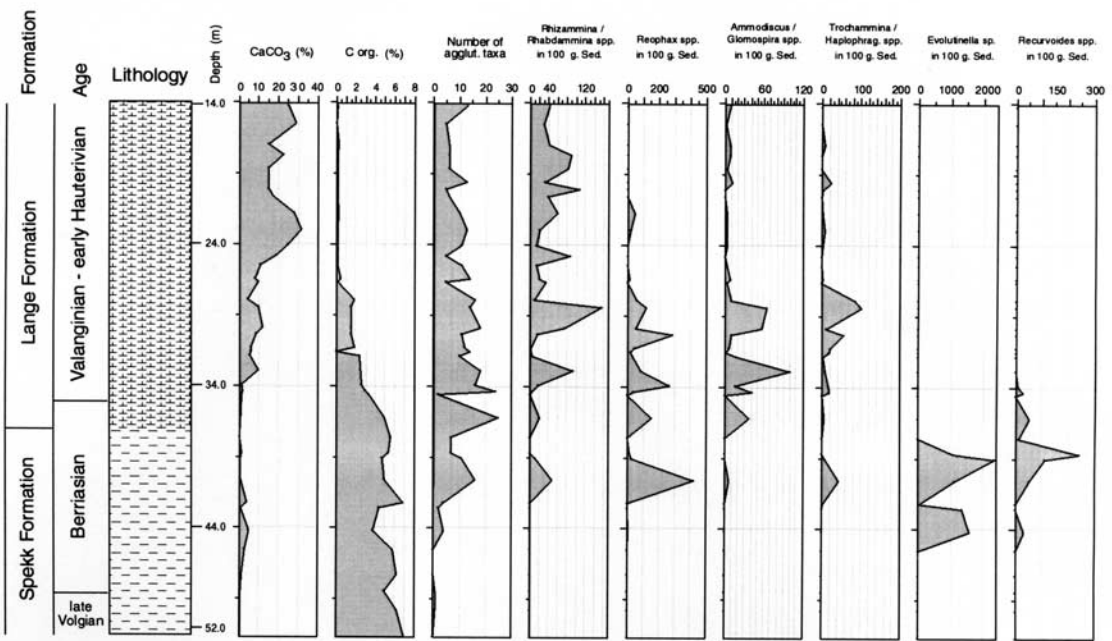 Formation
Age
Lithology
Depth (m)
CaCO3 (%)
C org. (%)
Number of
agglut. taxa
Rhizammina /
Rhabdammina spp.
in 100 g. Sed.
Reophax spp.
in 100 g. Sed.
Ammodiscus /
Glomospira spp.
in 100 g. Sed.
Trochammina /
Haplophrag. spp.
in 100 g. Sed.
Evolutinella sp.
in 100 g. Sed.
Recurvoides spp.
in 100 g. Sed.
0 10 20 30 40
0 2 4 6 8
0 10 20 30
0 40 80 160
0 200 500
0 60 120
0 100 200
0 1000 2400
0 150 300
14.0
24.0
34.0
44.0
52.0
Lange Formation
Spekk Formation
Valanginian - early Hauterivian
Berriasian
late
Volgian